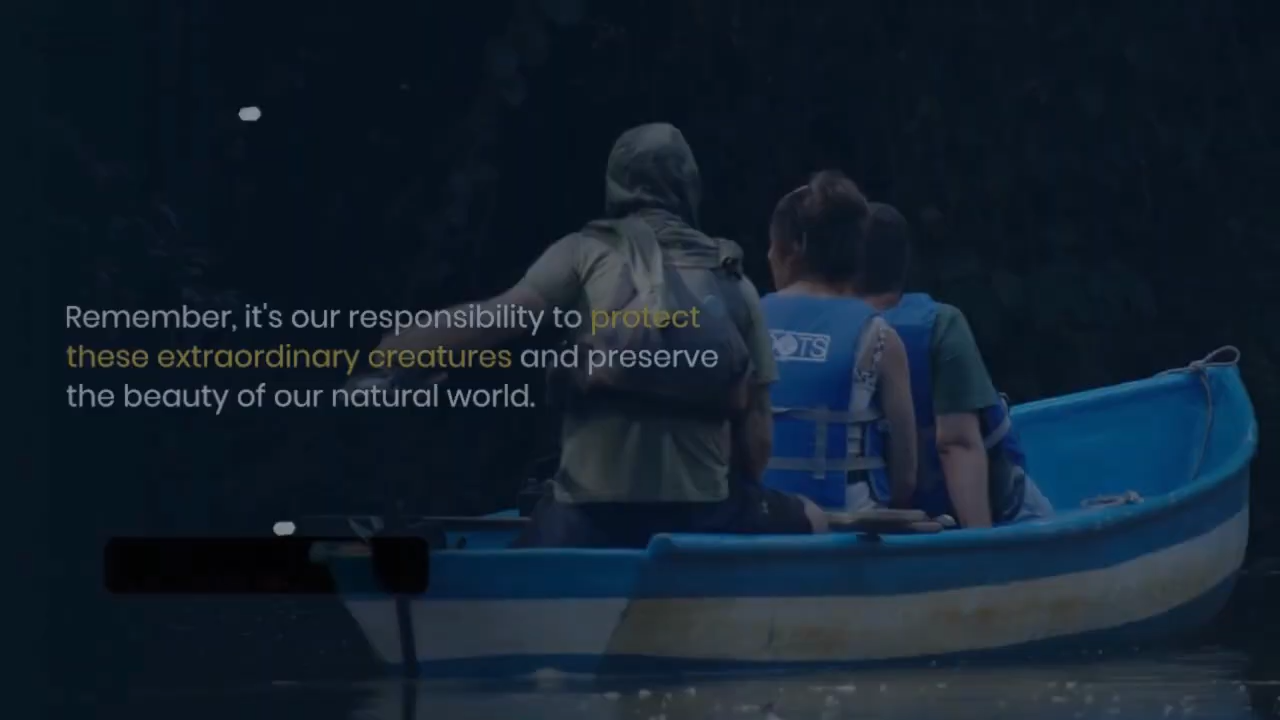 Remember, it's our responsibility to protect
these extraordinary creatures and preserve
the beauty of our natural world.